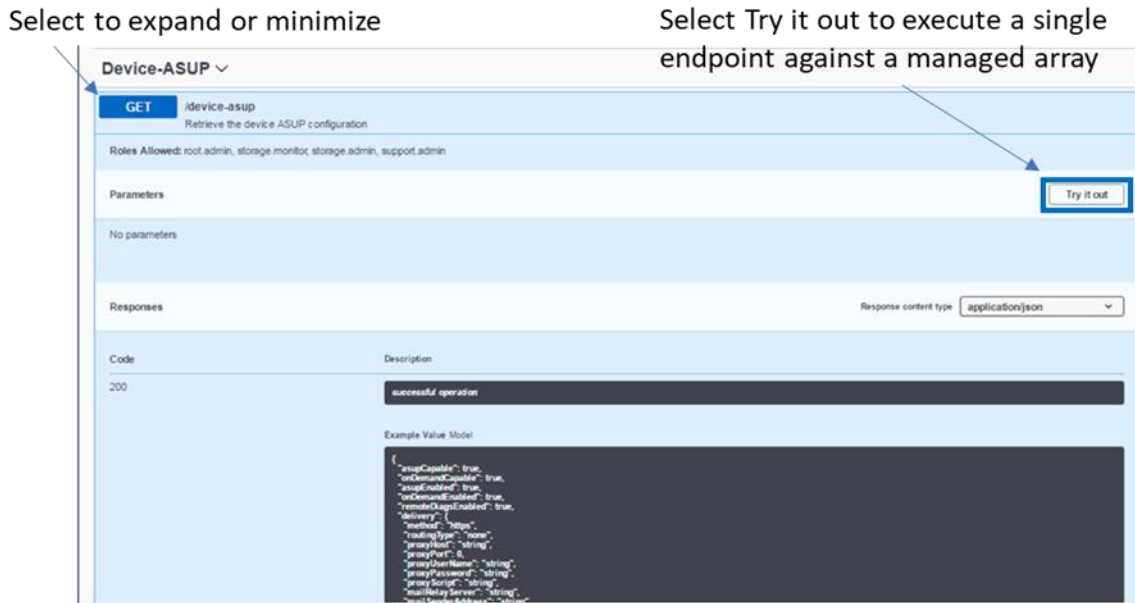 Select to expand or minimize
Select Try it out to execute a single
endpoint against a managed array
Device-ASUP
GET /device-asup
Retrieve the device ASUP configuration
Roles Allowed: root.admin, storage.monitor, storage.admin, support.admin
Parameters
Try it out
No parameters
Responses
Response content type application/json
Code Description
200
successful operation
Example Value Model
{
"asupCapable": true,
"onDemandCapable": true,
"asupEnabled": true,
"onDemandEnabled": true,
"remoteDiagsEnabled": true,
"delivery": {
"method": "https",
"routingType": "none",
"proxyHost": "string",
"proxyPort": 0,
"proxyUserName": "string",
"proxyPassword": "string",
"proxyScript": "string",
"mailRelayServer": "string",
"mailSenderAddress": "string",